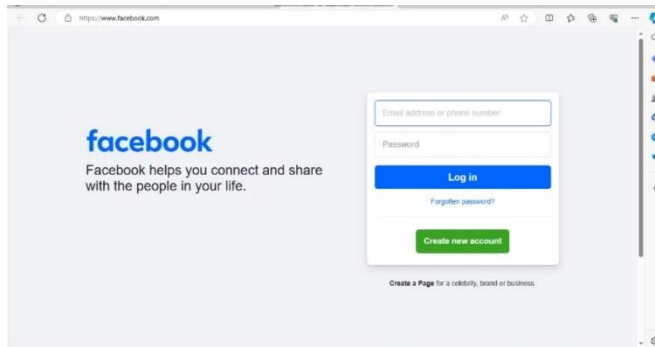 https://www.facebook.com
facebook
Facebook helps you connect and share
with the people in your life.
Email address or phone number
Password
Log in
Forgotten password?
Create new account
Create a Page for a celebrity, brand or business.